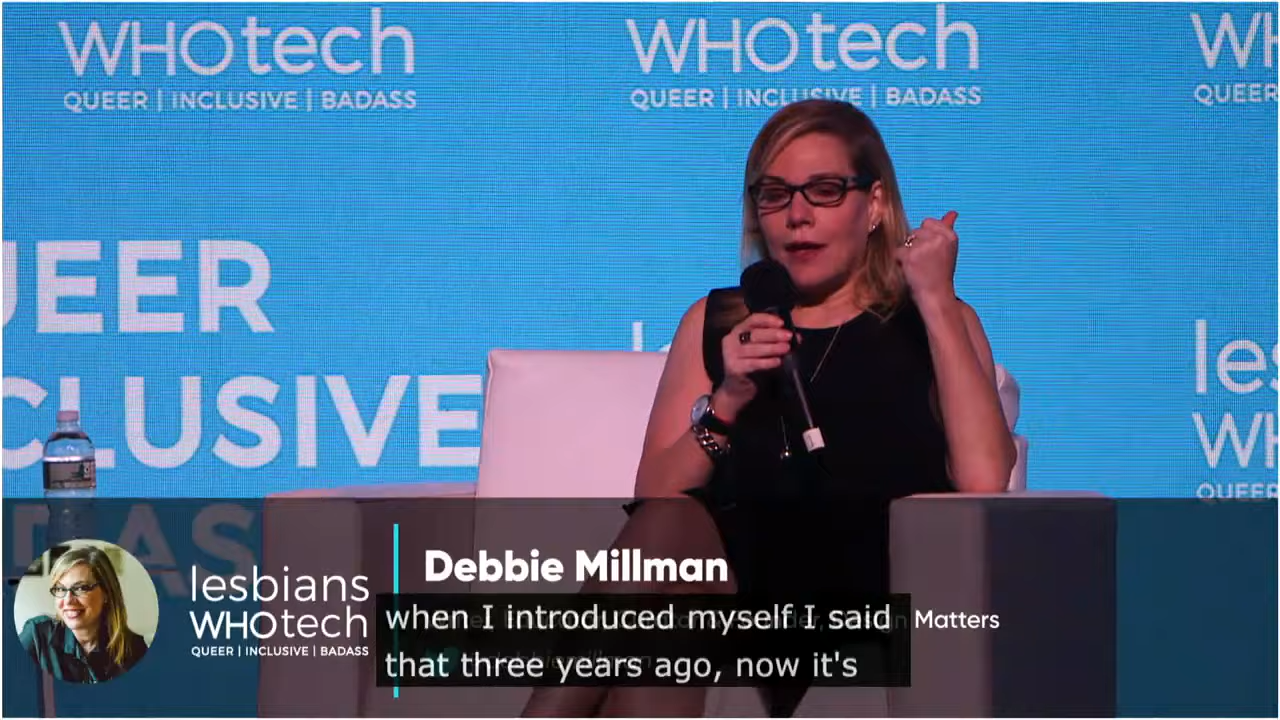 WHOtech WHOtech WH
QUEER | INCLUSIVE | BADASS QUEER | INCLUSIVE | BADASS QUEER
UEER
CLUSIVE
les
WH
QUEER
Debbie Millman
lesbians
WHOtech
QUEER | INCLUSIVE | BADASS
Matters
when I introduced myself I said
that three years ago, now it's